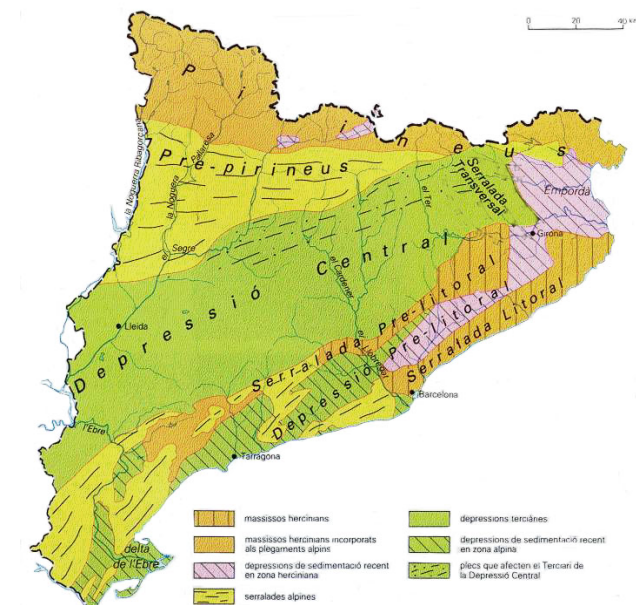 0 20 40 km
Pirineus
Pre-pirineus
la Noguera Ribagorçana
la Noguera
Pallaresa
Serralada
Transversal
Empordà
el Ter
el Segre
Girona
el Cardener
Depressió Central
Lleida
el Llobregat
Serralada Pre-litoral
Depressió Pre-litoral
Serralada Litoral
Barcelona
l'Ebre
Tarragona
delta
de l'Ebre
massissos hercinians
massissos hercinians incorporats
als plegaments alpins
depressions de sedimentació recent
en zona herciniana
serralades alpines
depressions terciànes
depressions de sedimentació recent
en zona alpina
plecs que afecten el Terciari de
la Depressió Central